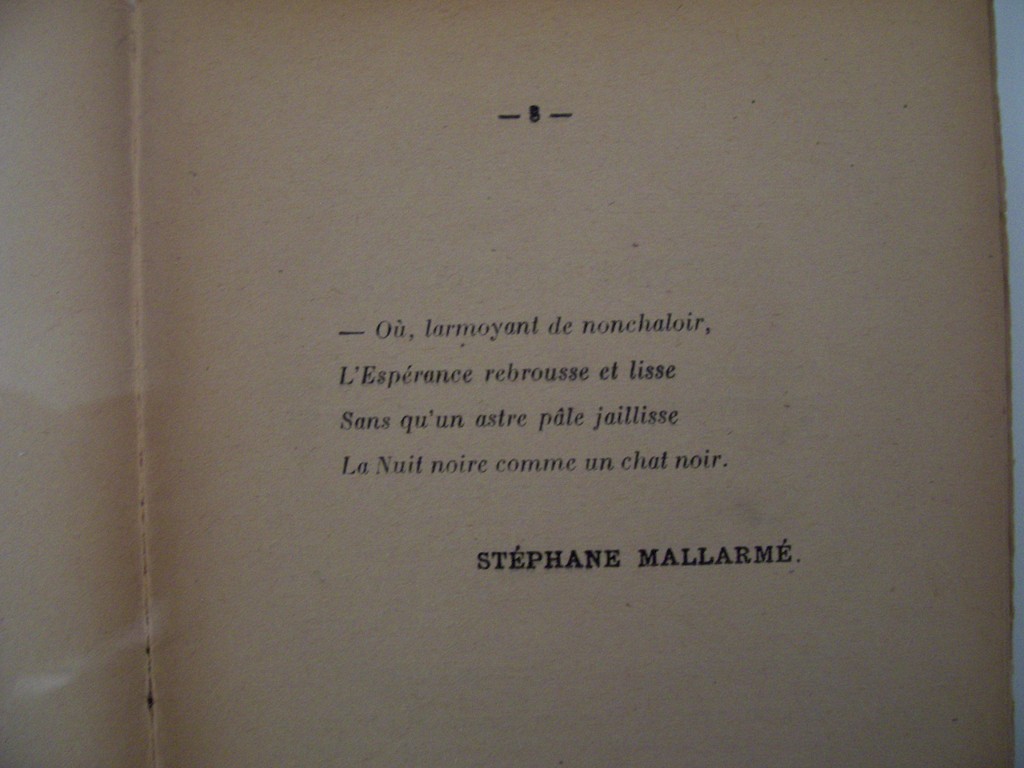 — 8 —
— Où, larmoyant de nonchaloir,
L'Espérance rebrousse et lisse
Sans qu'un astre pâle jaillisse
La Nuit noire comme un chat noir.
STÉPHANE MALLARMÉ.